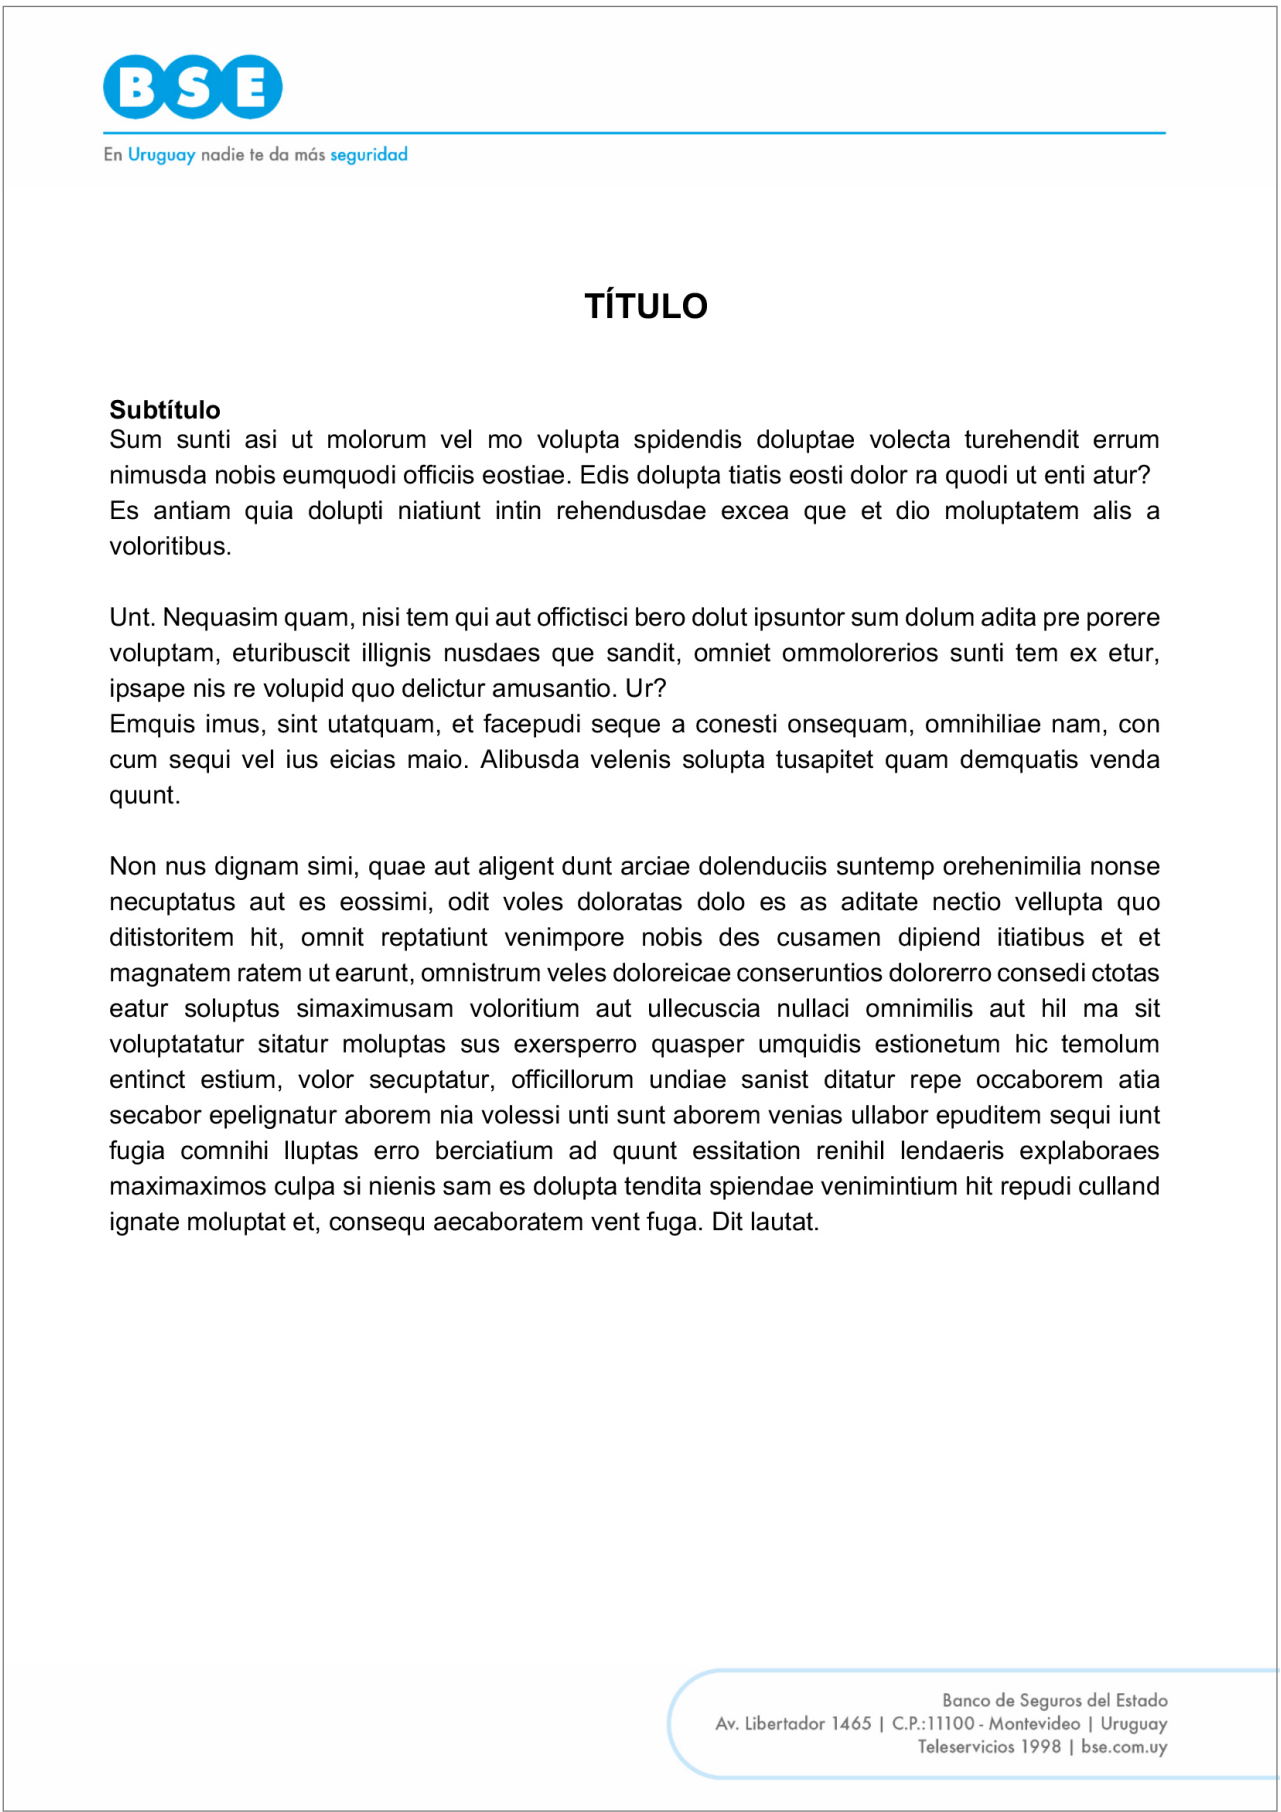 BSE
En Uruguay nadie te da más seguridad
TÍTULO
Subtítulo
Sum sunti asi ut molorum vel mo volupta spidendis doluptae volecta turehendit errum
nimusda nobis eumquodi officiis eostiae. Edis dolupta tiatis eosti dolor ra quodi ut enti atur?
Es antiam quia dolupti niatiunt intin rehendusdae excea que et dio moluptatem alis a
voloritibus.
Unt. Nequasim quam, nisi tem qui aut offictisci bero dolut ipsuntor sum dolum adita pre porere
voluptam, eturibuscit illignis nusdaes que sandit, omniet ommolorerios sunti tem ex etur,
ipsape nis re volupid quo delictur amusantio. Ur?
Emquis imus, sint utatquam, et facepudi seque a conesti onsequam, omnihiliae nam, con
cum sequi vel ius eicias maio. Alibusda velenis solupta tusapitet quam demquatis venda
quunt.
Non nus dignam simi, quae aut aligent dunt arciae dolenduciis suntemp orehenimilia nonse
necuptatus aut es eossimi, odit voles doloratas dolo es as aditate nectio vellupta quo
ditistoritem hit, omnit reptatiunt venimpore nobis des cusamen dipiend itiatibus et et
magnatem ratem ut earunt, omnistrum veles doloreicae conseruntios dolorerro consedi ctotas
eatur soluptus simaximusam voloritium aut ullecuscia nullaci omnimilis aut hil ma sit
voluptatatur sitatur moluptas sus exersperro quasper umquidis estionetum hic temolum
entinct estium, volor secuptatur, officillorum undiae sanist ditatur repe occaborem atia
secabor epelignatur aborem nia volessi unti sunt aborem venias ullabor epuditem sequi iunt
fugia comnihi lluptas erro berciatium ad quunt essitation renihil lendaeris explaboraes
maximaximos culpa si nienis sam es dolupta tendita spiendae venimintium hit repudi culland
ignate moluptat et, consequ aecaboratem vent fuga. Dit lautat.
Banco de Seguros del Estado
Av. Libertador 1465 | C.P.:11100 - Montevideo | Uruguay
Teleservicios 1998 | bse.com.uy